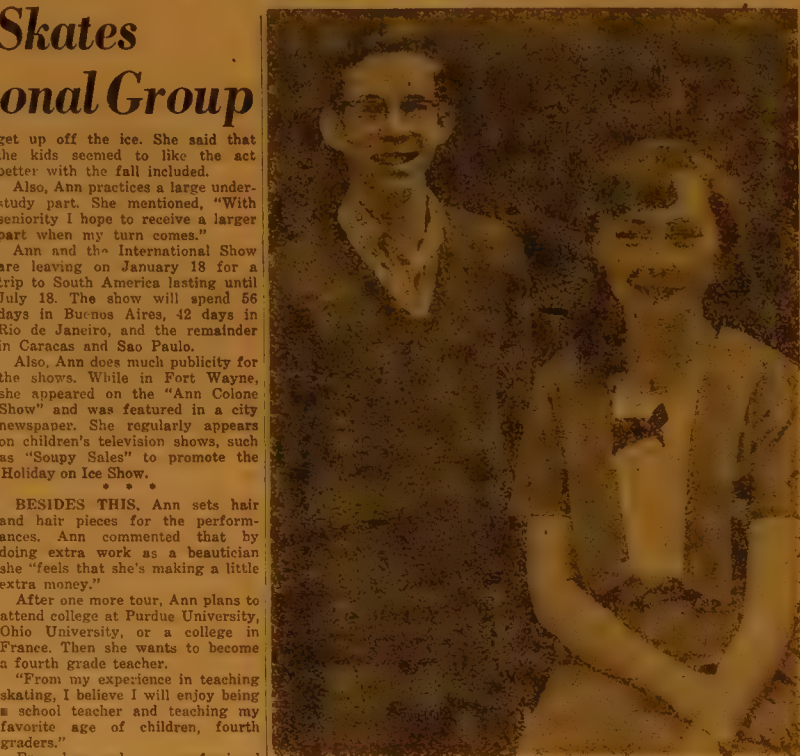 Skates
onal Group
get up off the ice. She said that
the kids seemed to like the act
better with the fall included.
Also, Ann practices a large under-
study part. She mentioned, "With
seniority I hope to receive a larger
part when my turn comes."
Ann and the International Show
are leaving on January 18 for a
trip to South America lasting until
July 18. The show will spend 56
days in Buenos Aires, 42 days in
Rio de Janeiro, and the remainder
in Caracas and Sao Paulo.
Also, Ann does much publicity for
the shows. While in Fort Wayne,
she appeared on the "Ann Colone
Show" and was featured in a city
newspaper. She regularly appears
on children's television shows, such
as "Soupy Sales" to promote the
Holiday on Ice Show.
* * *
BESIDES THIS, Ann sets hair
and hair pieces for the perform-
ances. Ann commented that by
doing extra work as a beautician
she "feels that she's making a little
extra money."
After one more tour, Ann plans to
attend college at Purdue University,
Ohio University, or a college in
France. Then she wants to become
a fourth grade teacher.
"From my experience in teaching
skating, I believe I will enjoy being
a school teacher and teaching my
favorite age of children, fourth
graders."